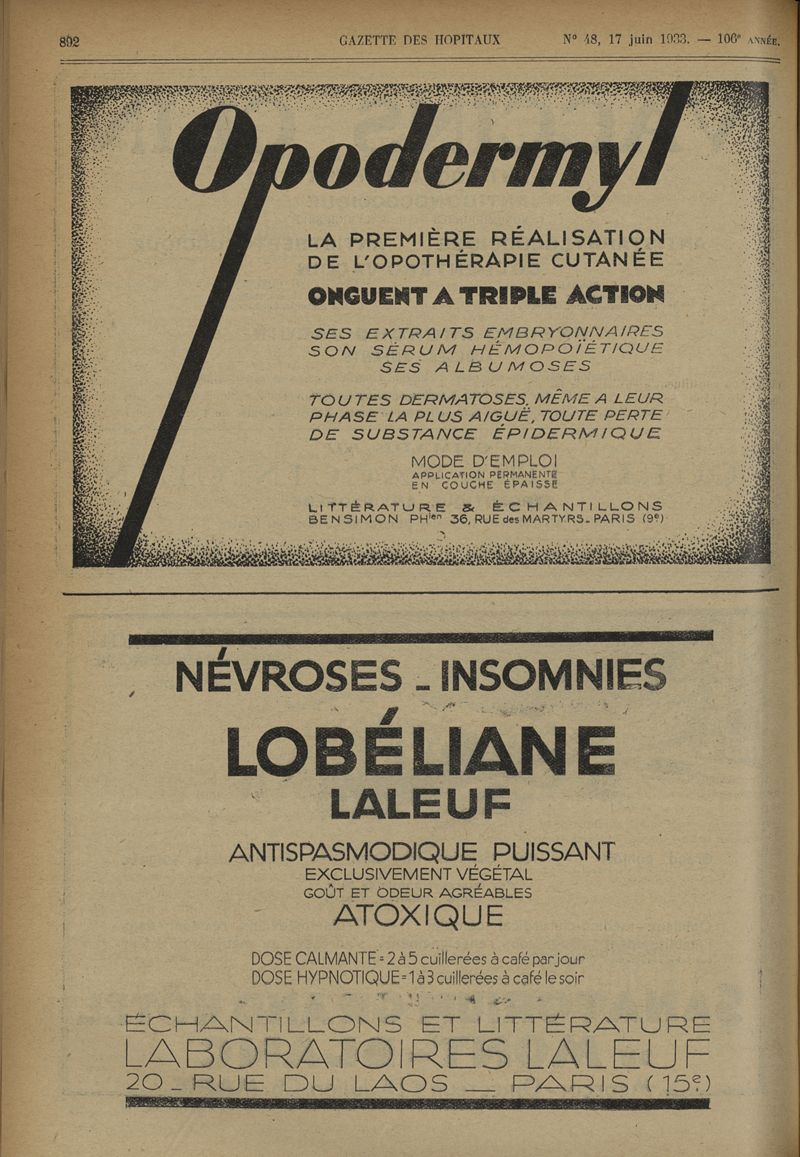 892
GAZETTE DES HOPITAUX
N° 48, 17 juin 1933. — 106e ANNÉE.
Opodermyl
LA PREMIÈRE RÉALISATION
DE L'OPOTHÉRAPIE CUTANÉE
ONGUENT A TRIPLE ACTION
SES EXTRAITS EMBRYONNAIRES
SON SÉRUM HÉMOPOÏÉTIQUE
SES ALBUMOSES
TOUTES DERMATOSES, MÊME A LEUR
PHASE LA PLUS AIGUË, TOUTE PERTE
DE SUBSTANCE ÉPIDERMIQUE
MODE D'EMPLOI
APPLICATION PERMANENTE
EN COUCHE ÉPAISSE
LITTÉRATURE & ÉCHANTILLONS
BENSIMON PHien 36, RUE des MARTYRS_ PARIS (9e)
NÉVROSES _ INSOMNIES
LOBÉLIANE
LALEUF
ANTISPASMODIQUE PUISSANT
EXCLUSIVEMENT VÉGÉTAL
GOÛT ET ODEUR AGRÉABLES
ATOXIQUE
DOSE CALMANTE = 2 à 5 cuillerées à café par jour
DOSE HYPNOTIQUE = 1 à 3 cuillerées à café le soir
ÉCHANTILLONS ET LITTÉRATURE
LABORATOIRES LALEUF
20 _ RUE DU LAOS — PARIS (15e)